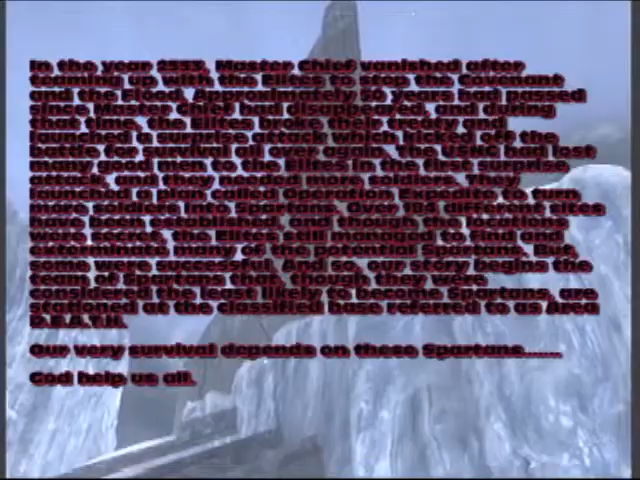 In the year 2553, Master Chief vanished after
teaming up with the Elites to stop the Covenant
and the Flood. Approximately 50 years had passed
since Master Chief had disappeared, and during
that time, the Elites broke their treaty and
launched a surprise attack which kicked off the
battle for survival all over again. The USMC had lost
many good men to the Elites in the first surprise
attack, and they needed more soldiers. They
launched a plan called Operation to turn
more soldiers into Spartans. Over 104 different sites
have been established, and though the locations
were secret, the Elites still managed to find and
exterminate many of the potential Spartans. But,
some were successful. And so, our story begins the
team of Spartans that, though they were
considered the least likely to become Spartans, are
stationed at the classified base referred to as Area
D.E.A.T.H.
Our very survival depends on these Spartans.......
God help us all.